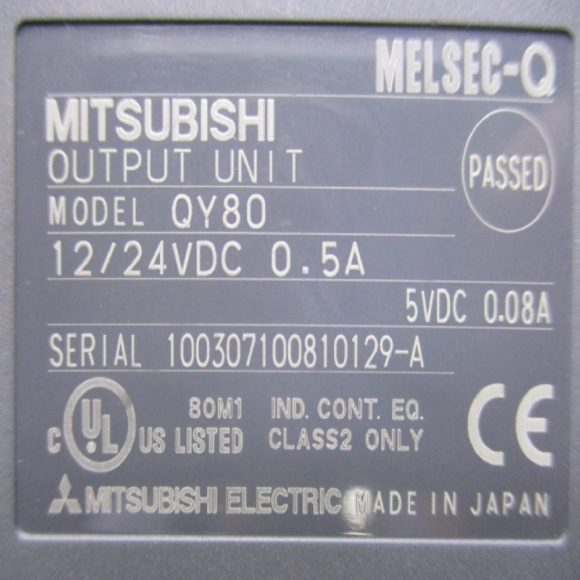 MELSEC-Q
MITSUBISHI
OUTPUT UNIT
PASSED
MODEL QY80
12/24VDC 0.5A
5VDC 0.08A
SERIAL 100307100810129-A
C UL US LISTED 80M1 IND. CONT. EQ.
CLASS2 ONLY
CE
MITSUBISHI ELECTRIC MADE IN JAPAN